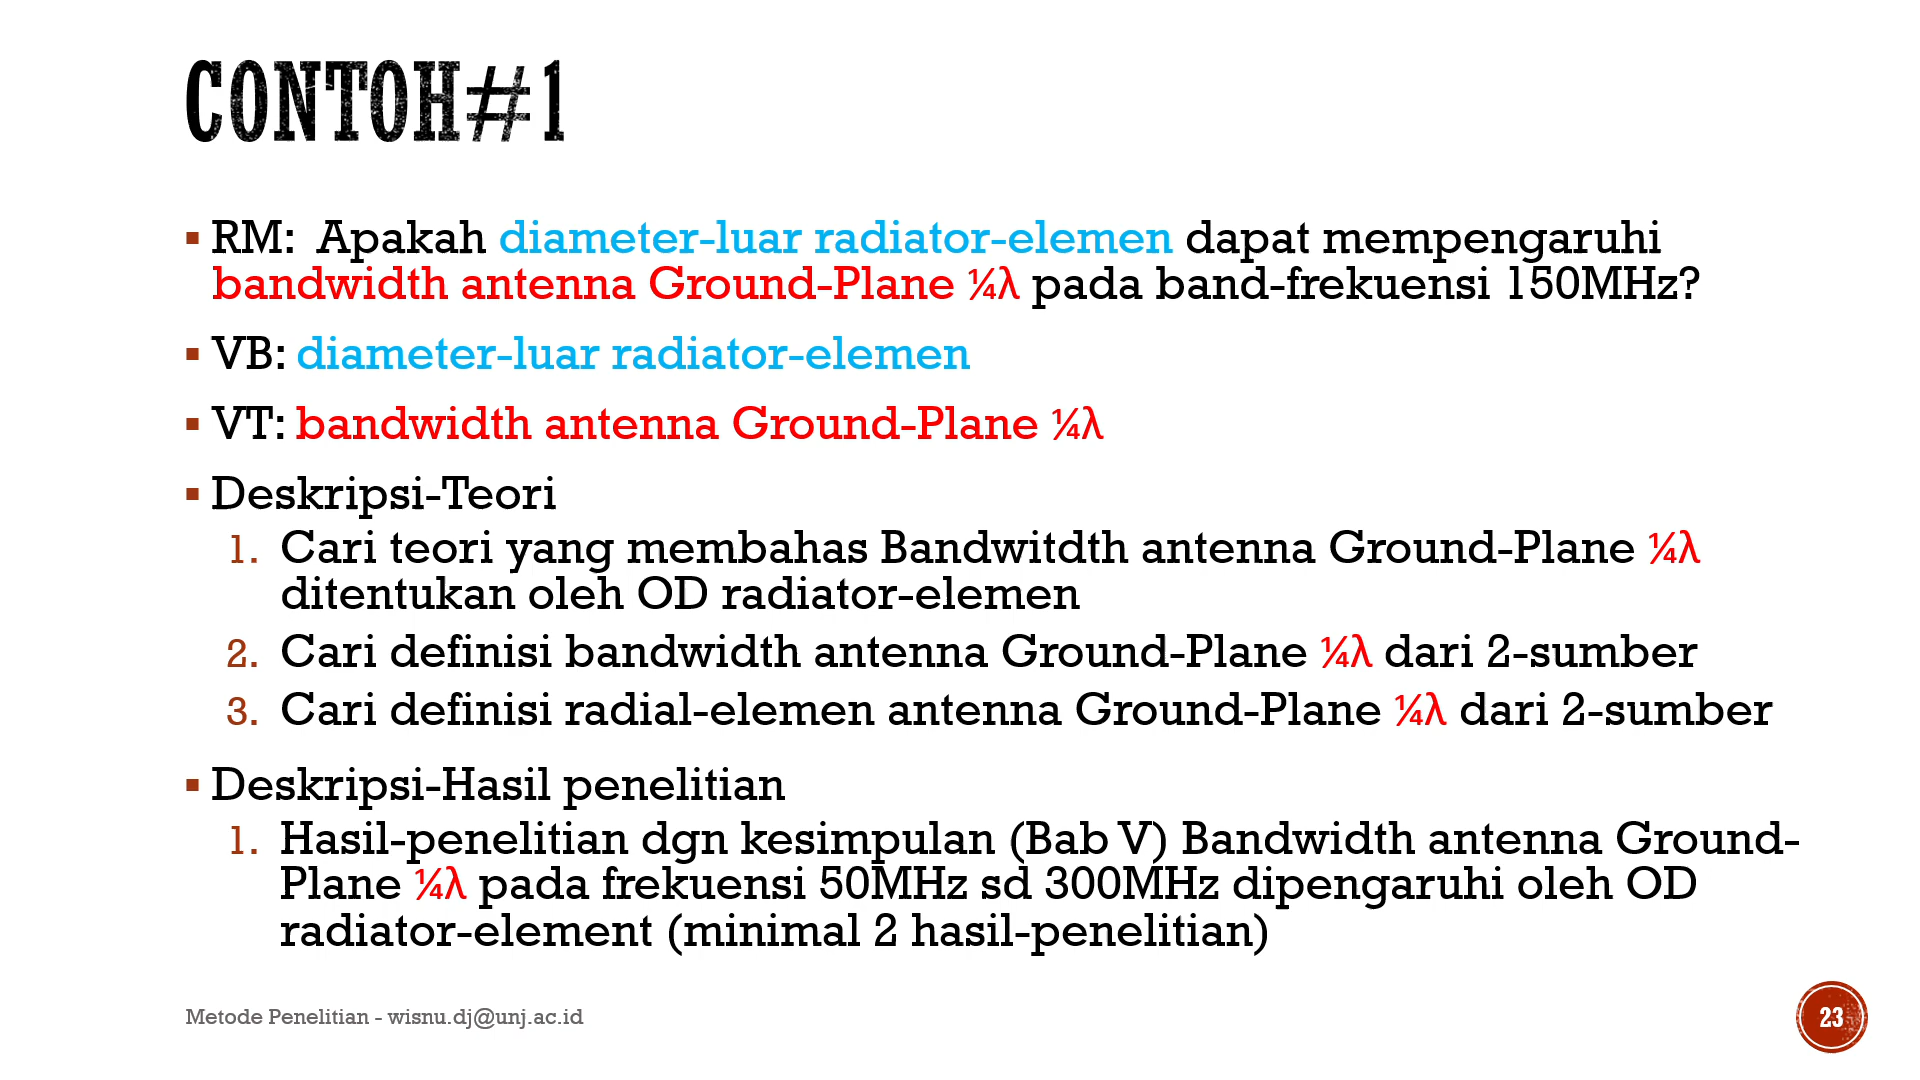 CONTOH#1
▪ RM: Apakah diameter-luar radiator-elemen dapat mempengaruhi
bandwidth antenna Ground-Plane ¼λ pada band-frekuensi 150MHz?
▪ VB: diameter-luar radiator-elemen
▪ VT: bandwidth antenna Ground-Plane ¼λ
▪ Deskripsi-Teori
1. Cari teori yang membahas Bandwitdth antenna Ground-Plane ¼λ
ditentukan oleh OD radiator-elemen
2. Cari definisi bandwidth antenna Ground-Plane ¼λ dari 2-sumber
3. Cari definisi radial-elemen antenna Ground-Plane ¼λ dari 2-sumber
▪ Deskripsi-Hasil penelitian
1. Hasil-penelitian dgn kesimpulan (Bab V) Bandwidth antenna Ground-
Plane ¼λ pada frekuensi 50MHz sd 300MHz dipengaruhi oleh OD
radiator-element (minimal 2 hasil-penelitian)
Metode Penelitian - wisnu.dj@unj.ac.id
23